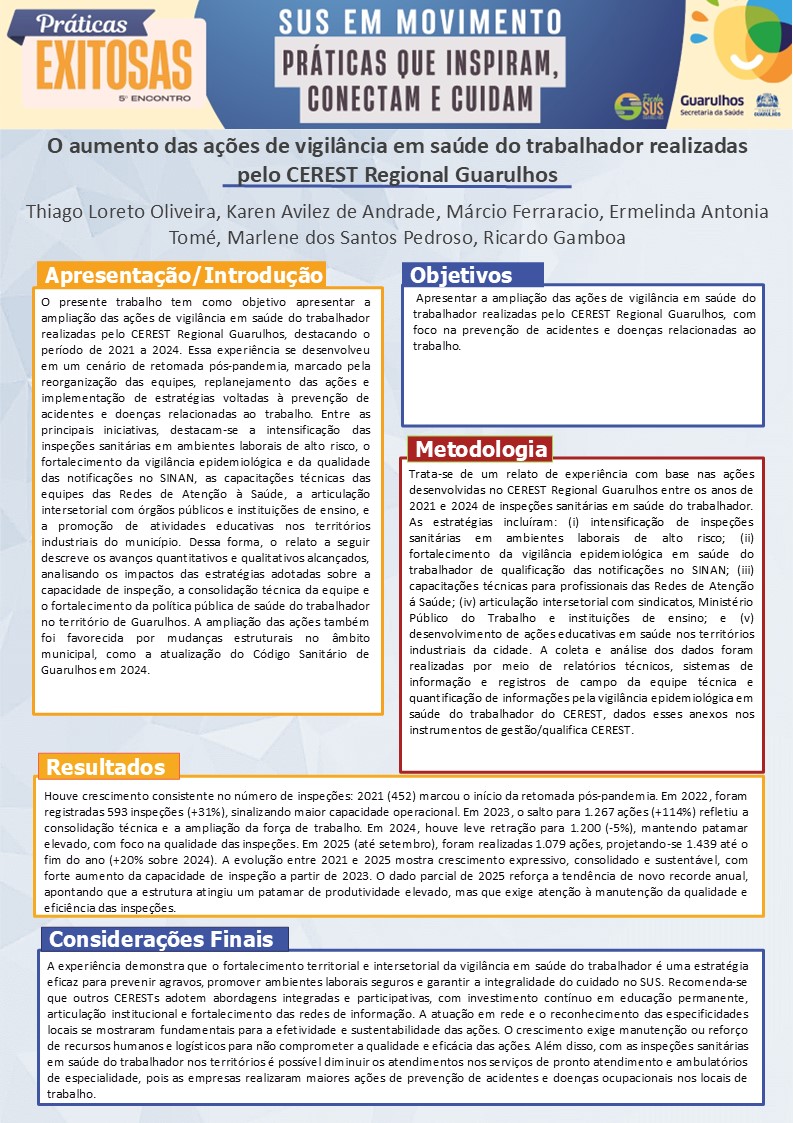 Práticas
EXITOSAS
5º ENCONTRO
SUS EM MOVIMENTO
PRÁTICAS QUE INSPIRAM,
CONECTAM E CUIDAM
Escola
SUS
Guarulhos
Secretaria da Saúde
GUARULHOS
O aumento das ações de vigilância em saúde do trabalhador realizadas
pelo CEREST Regional Guarulhos
Thiago Loreto Oliveira, Karen Avilez de Andrade, Márcio Ferraracio, Ermelinda Antonia
Tomé, Marlene dos Santos Pedroso, Ricardo Gamboa
Apresentação/Introdução
O presente trabalho tem como objetivo apresentar a
ampliação das ações de vigilância em saúde do trabalhador
realizadas pelo CEREST Regional Guarulhos, destacando o
período de 2021 a 2024. Essa experiência se desenvolveu
em um cenário de retomada pós-pandemia, marcado pela
reorganização das equipes, replanejamento das ações e
implementação de estratégias voltadas à prevenção de
acidentes e doenças relacionadas ao trabalho. Entre as
principais iniciativas, destacam-se a intensificação das
inspeções sanitárias em ambientes laborais de alto risco, o
fortalecimento da vigilância epidemiológica e da qualidade
das notificações no SINAN, as capacitações técnicas das
equipes das Redes de Atenção à Saúde, a articulação
intersetorial com órgãos públicos e instituições de ensino, e
a promoção de atividades educativas nos territórios
industriais do município. Dessa forma, o relato a seguir
descreve os avanços quantitativos e qualitativos alcançados,
analisando os impactos das estratégias adotadas sobre a
capacidade de inspeção, a consolidação técnica da equipe e
o fortalecimento da política pública de saúde do trabalhador
no território de Guarulhos. A ampliação das ações também
foi favorecida por mudanças estruturais no âmbito
municipal, como a atualização do Código Sanitário de
Guarulhos em 2024.
Objetivos
Apresentar a ampliação das ações de vigilância em saúde do
trabalhador realizadas pelo CEREST Regional Guarulhos, com
foco na prevenção de acidentes e doenças relacionadas ao
trabalho.
Metodologia
Trata-se de um relato de experiência com base nas ações
desenvolvidas no CEREST Regional Guarulhos entre os anos de
2021 e 2024 de inspeções sanitárias em saúde do trabalhador.
As estratégias incluíram: (i) intensificação de inspeções
sanitárias em ambientes laborais de alto risco; (ii)
fortalecimento da vigilância epidemiológica em saúde do
trabalhador de qualificação das notificações no SINAN; (iii)
capacitações técnicas para profissionais das Redes de Atenção
á Saúde; (iv) articulação intersetorial com sindicatos, Ministério
Público do Trabalho e instituições de ensino; e (v)
desenvolvimento de ações educativas em saúde nos territórios
industriais da cidade. A coleta e análise dos dados foram
realizadas por meio de relatórios técnicos, sistemas de
informação e registros de campo da equipe técnica e
quantificação de informações pela vigilância epidemiológica em
saúde do trabalhador do CEREST, dados esses anexos nos
instrumentos de gestão/qualifica CEREST.
Resultados
Houve crescimento consistente no número de inspeções: 2021 (452) marcou o início da retomada pós-pandemia. Em 2022, foram
registradas 593 inspeções (+31%), sinalizando maior capacidade operacional. Em 2023, o salto para 1.267 ações (+114%) refletiu a
consolidação técnica e a ampliação da força de trabalho. Em 2024, houve leve retração para 1.200 (-5%), mantendo patamar
elevado, com foco na qualidade das inspeções. Em 2025 (até setembro), foram realizadas 1.079 ações, projetando-se 1.439 até o
fim do ano (+20% sobre 2024). A evolução entre 2021 e 2025 mostra crescimento expressivo, consolidado e sustentável, com
forte aumento da capacidade de inspeção a partir de 2023. O dado parcial de 2025 reforça a tendência de novo recorde anual,
apontando que a estrutura atingiu um patamar de produtividade elevado, mas que exige atenção à manutenção da qualidade e
eficiência das inspeções.
Considerações Finais
A experiência demonstra que o fortalecimento territorial e intersetorial da vigilância em saúde do trabalhador é uma estratégia
eficaz para prevenir agravos, promover ambientes laborais seguros e garantir a integralidade do cuidado no SUS. Recomenda-se
que outros CERESTs adotem abordagens integradas e participativas, com investimento contínuo em educação permanente,
articulação institucional e fortalecimento das redes de informação. A atuação em rede e o reconhecimento das especificidades
locais se mostraram fundamentais para a efetividade e sustentabilidade das ações. O crescimento exige manutenção ou reforço
de recursos humanos e logísticos para não comprometer a qualidade e eficácia das ações. Além disso, com as inspeções sanitárias
em saúde do trabalhador nos territórios é possível diminuir os atendimentos nos serviços de pronto atendimento e ambulatórios
de especialidade, pois as empresas realizaram maiores ações de prevenção de acidentes e doenças ocupacionais nos locais de
trabalho.